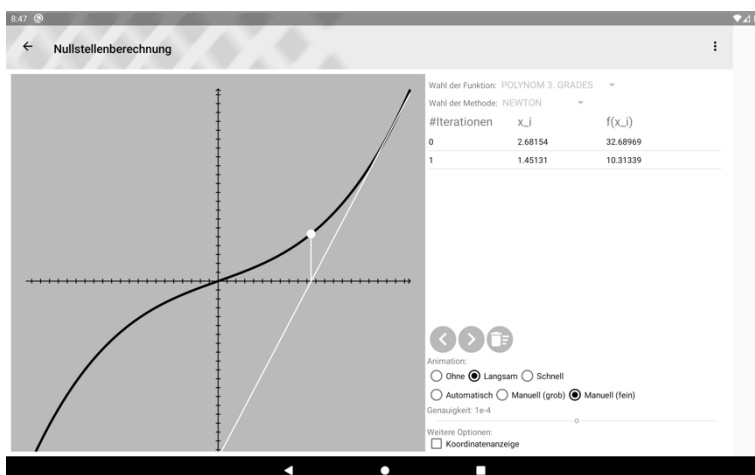 8:47
Nullstellenberechnung
Wahl der Funktion: POLYNOM 3. GRADES
Wahl der Methode: NEWTON
#Iterationen x_i f(x_i)
0 2.68154 32.68969
1 1.45131 10.31339
Animation:
Ohne Langsam Schnell
Automatisch Manuell (grob) Manuell (fein)
Genauigkeit: 1e-4
Weitere Optionen:
Koordinatenanzeige